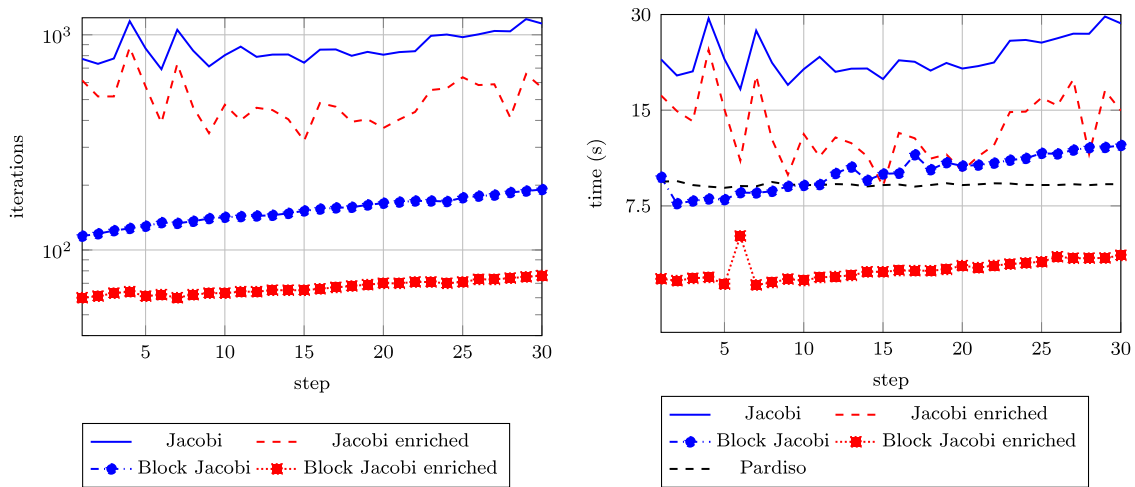 10³
10²
5 10 15 20 25 30
iterations
step
Jacobi Jacobi enriched
Block Jacobi Block Jacobi enriched
30
15
7.5
5 10 15 20 25 30
time (s)
step
Jacobi Jacobi enriched
Block Jacobi Block Jacobi enriched
Pardiso